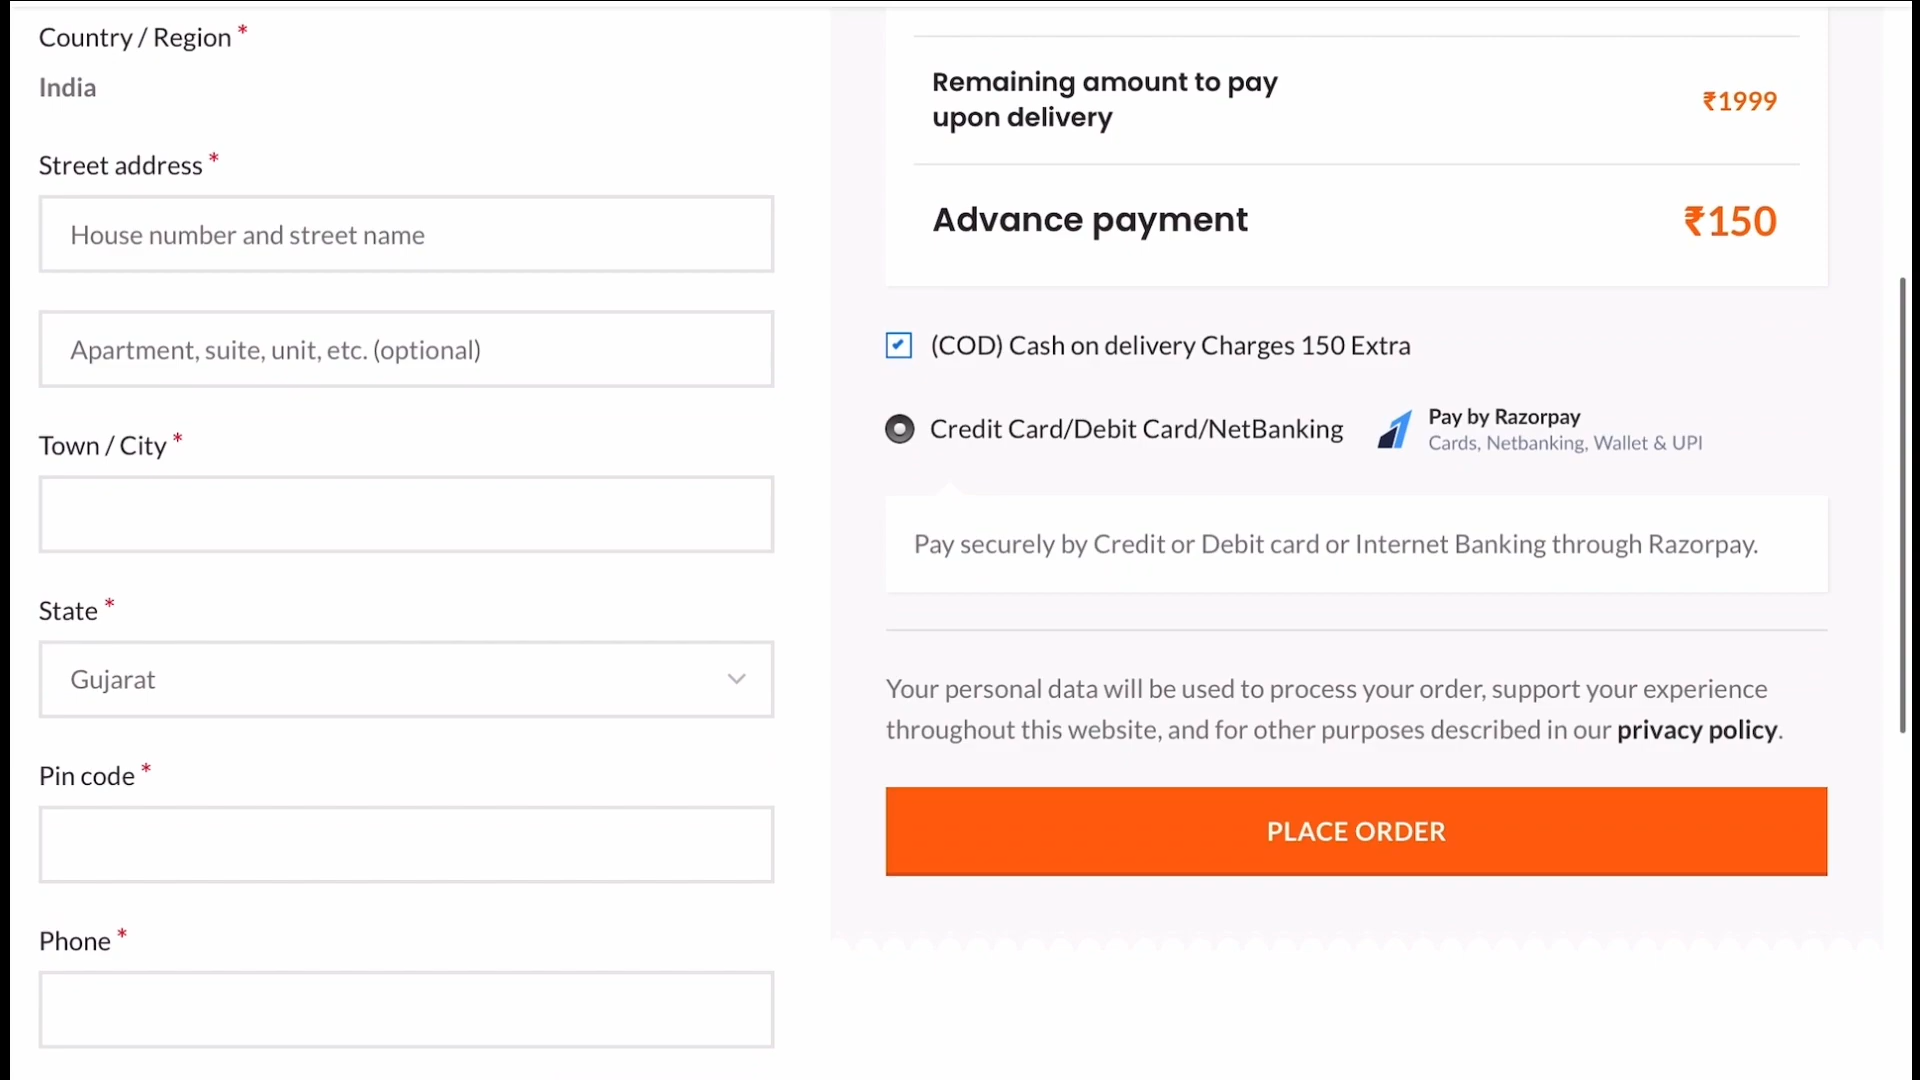 Country / Region *
India
Street address *
House number and street name
Apartment, suite, unit, etc. (optional)
Town / City *
State *
Gujarat
Pin code *
Phone *
Remaining amount to pay
upon delivery
₹1999
Advance payment
₹150
(COD) Cash on delivery Charges 150 Extra
Credit Card/Debit Card/NetBanking
Pay by Razorpay
Cards, Netbanking, Wallet & UPI
Pay securely by Credit or Debit card or Internet Banking through Razorpay.
Your personal data will be used to process your order, support your experience
throughout this website, and for other purposes described in our privacy policy.
PLACE ORDER